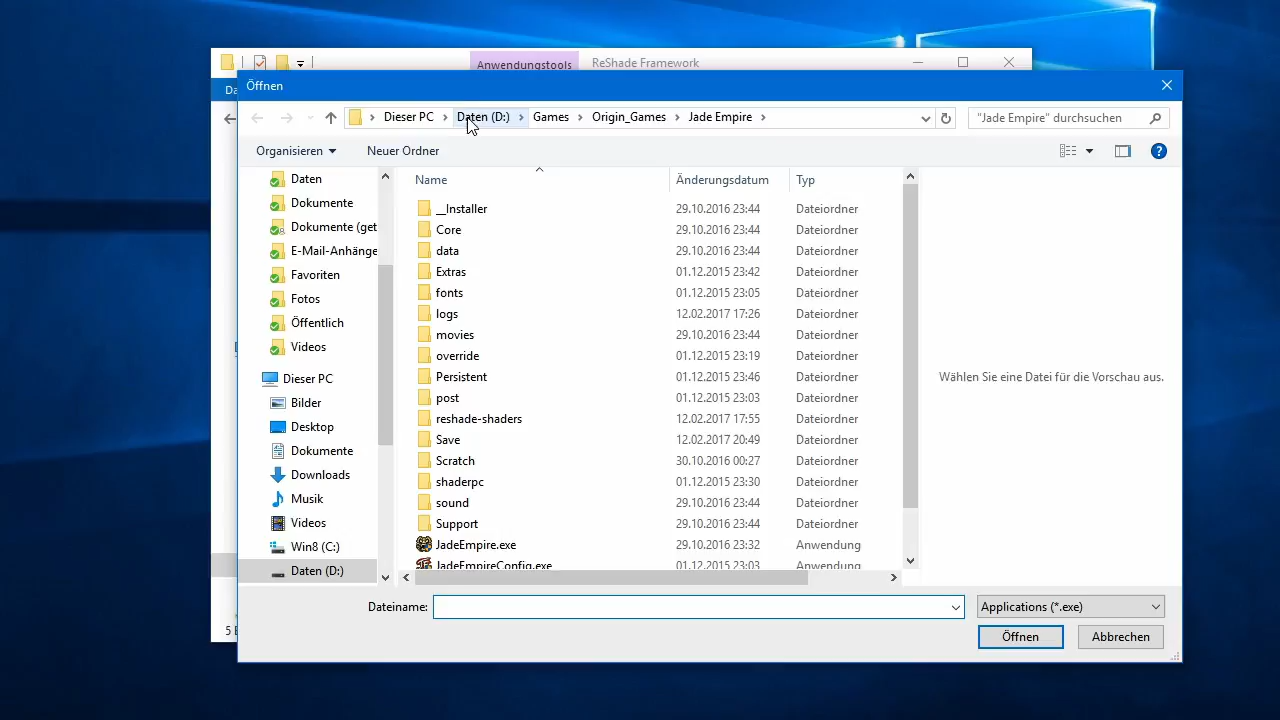 Anwendungstools
ReShade Framework
Öffnen
Dieser PC
Daten (D:)
Games
Origin_Games
Jade Empire
"Jade Empire" durchsuchen
Organisieren
Neuer Ordner
Daten
Dokumente
Dokumente (get
E-Mail-Anhänge
Favoriten
Fotos
Öffentlich
Videos
Dieser PC
Bilder
Desktop
Dokumente
Downloads
Musik
Videos
Win8 (C:)
Daten (D:)
Name Änderungsdatum Typ
__Installer 29.10.2016 23:44 Dateiordner
Core 29.10.2016 23:44 Dateiordner
data 29.10.2016 23:44 Dateiordner
Extras 01.12.2015 23:42 Dateiordner
fonts 01.12.2015 23:05 Dateiordner
logs 12.02.2017 17:26 Dateiordner
movies 29.10.2016 23:44 Dateiordner
override 01.12.2015 23:19 Dateiordner
Persistent 01.12.2015 23:46 Dateiordner
post 01.12.2015 23:03 Dateiordner
reshade-shaders 12.02.2017 17:55 Dateiordner
Save 12.02.2017 20:49 Dateiordner
Scratch 30.10.2016 00:27 Dateiordner
shaderpc 01.12.2015 23:30 Dateiordner
sound 29.10.2016 23:44 Dateiordner
Support 29.10.2016 23:44 Dateiordner
JadeEmpire.exe 29.10.2016 23:32 Anwendung
JadeEmpireConfig.exe 01.12.2015 23:03 Anwendung
Wählen Sie eine Datei für die Vorschau aus.
Dateiname:
Applications (*.exe)
Öffnen
Abbrechen